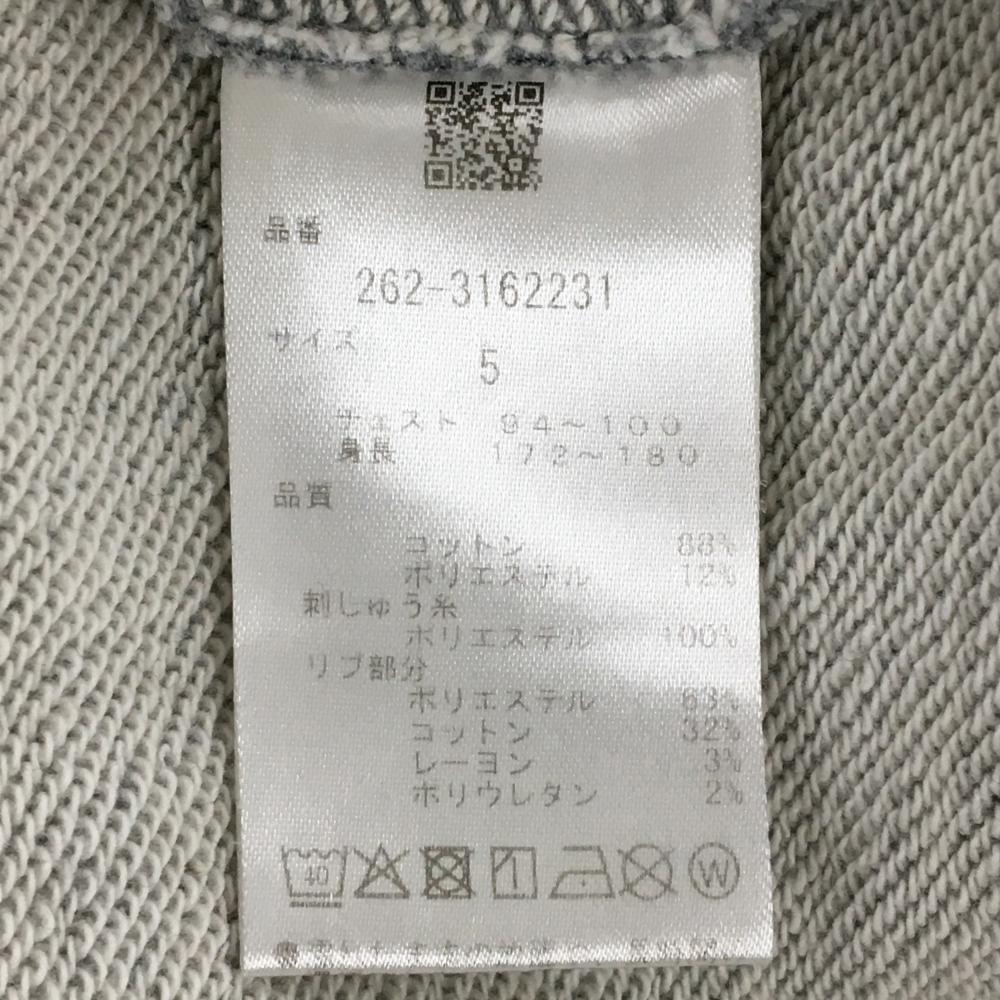 品番
262-3162231
サイズ
5
チェスト 94～100
身長 172～180
品質
コットン 88%
ポリエステル 12%
刺しゅう糸
ポリエステル 100%
リブ部分
ポリエステル 63%
コットン 32%
レーヨン 3%
ポリウレタン 2%
40 W